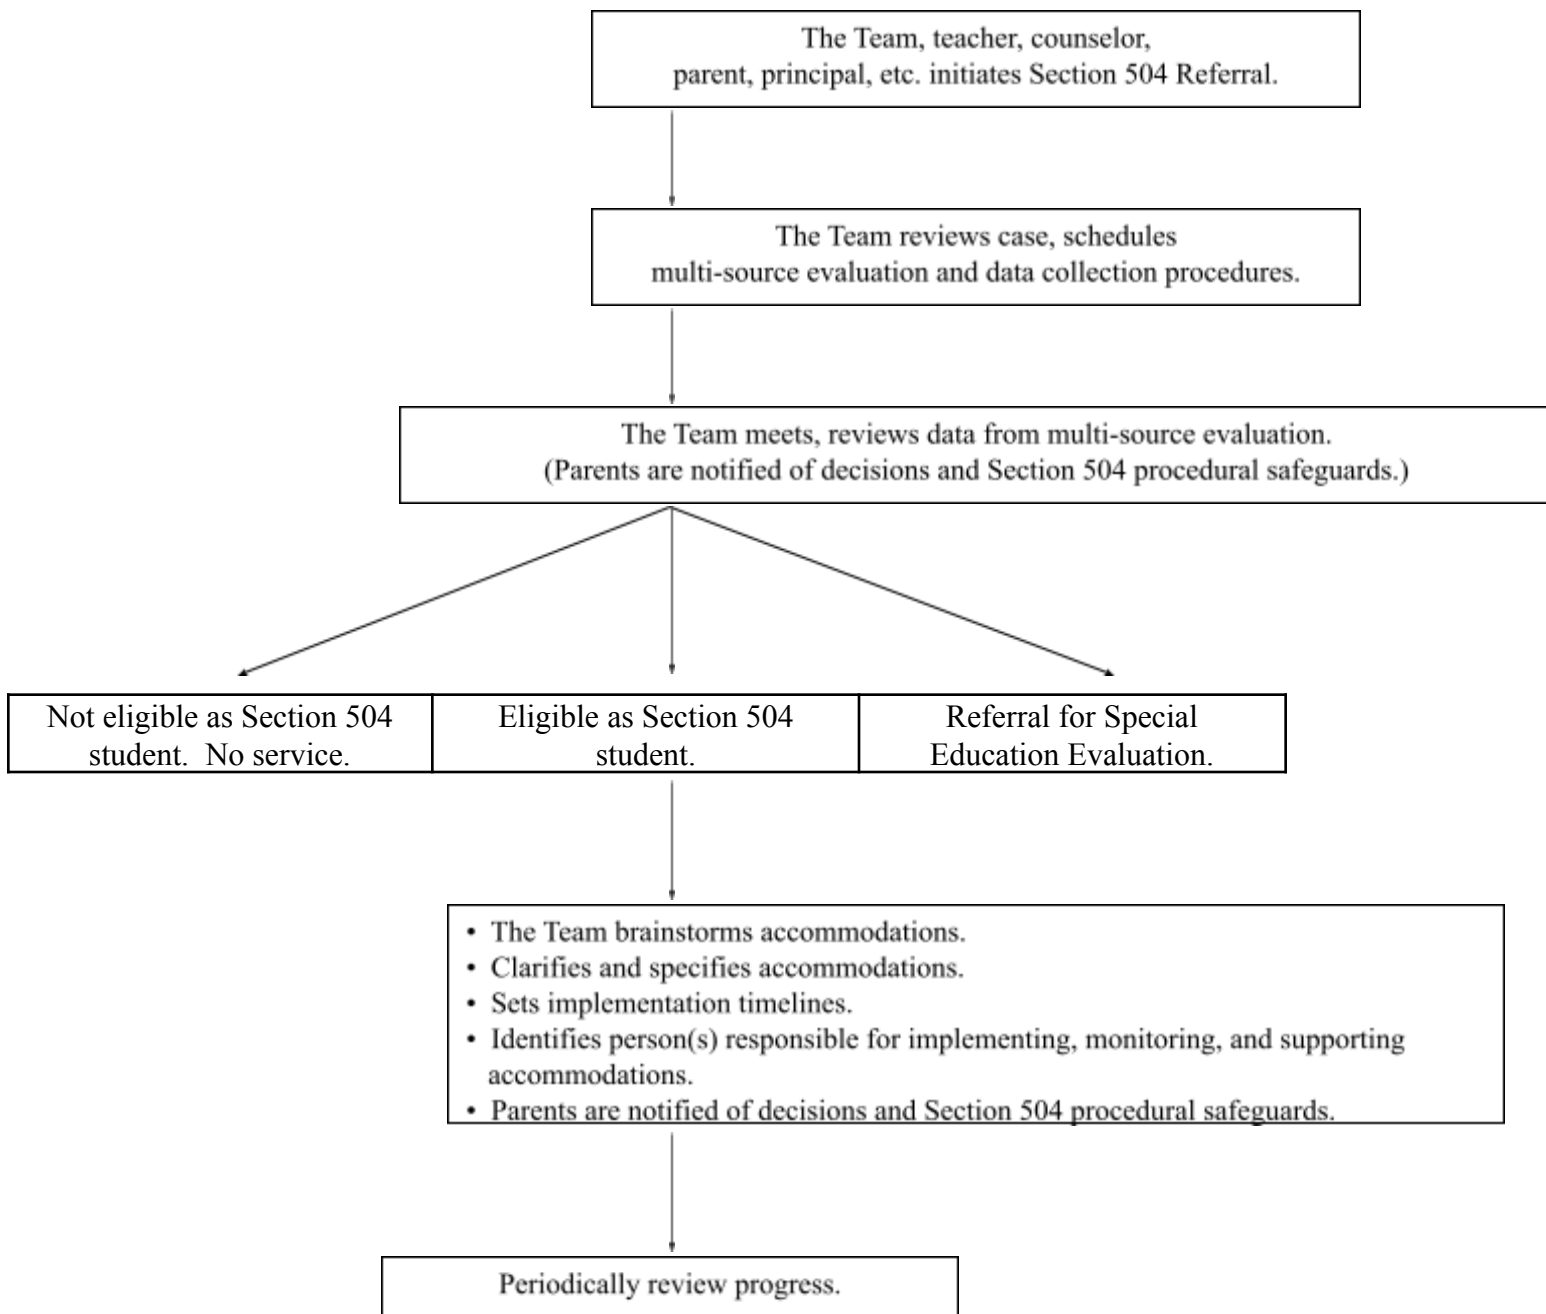 The Team, teacher, counselor,
parent, principal, etc. initiates Section 504 Referral.
The Team reviews case, schedules
multi-source evaluation and data collection procedures.
The Team meets, reviews data from multi-source evaluation.
(Parents are notified of decisions and Section 504 procedural safeguards.)
Not eligible as Section 504
student.  No service.
Eligible as Section 504
student.
Referral for Special
Education Evaluation.
• The Team brainstorms accommodations.
• Clarifies and specifies accommodations.
• Sets implementation timelines.
• Identifies person(s) responsible for implementing, monitoring, and supporting
accommodations.
• Parents are notified of decisions and Section 504 procedural safeguards.
Periodically review progress.